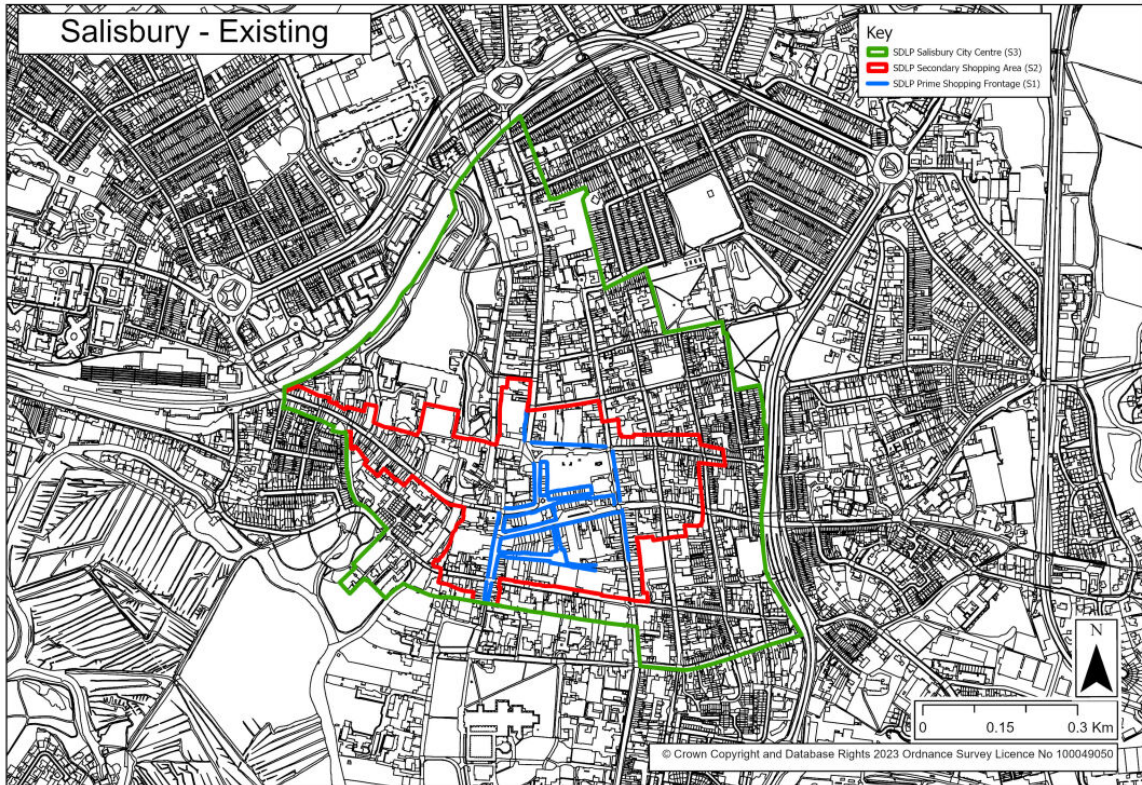 Salisbury - Existing
Key
SDLP Salisbury City Centre (S3)
SDLP Secondary Shopping Area (S2)
SDLP Prime Shopping Frontage (S1)
N
0 0.15 0.3 Km
© Crown Copyright and Database Rights 2023 Ordnance Survey Licence No 100049050